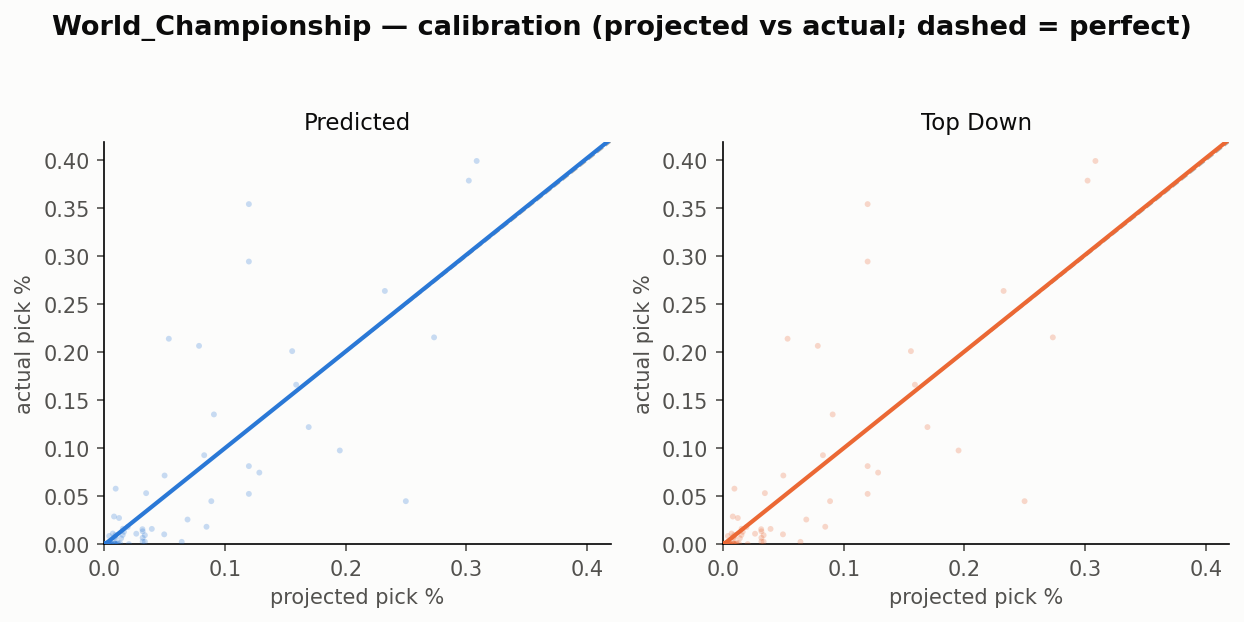 World_Championship — calibration (projected vs actual; dashed = perfect)
Predicted
0.40
0.35
0.30
0.25
0.20
0.15
0.10
0.05
0.00
actual pick %
0.0 0.1 0.2 0.3 0.4
projected pick %
Top Down
0.40
0.35
0.30
0.25
0.20
0.15
0.10
0.05
0.00
actual pick %
0.0 0.1 0.2 0.3 0.4
projected pick %